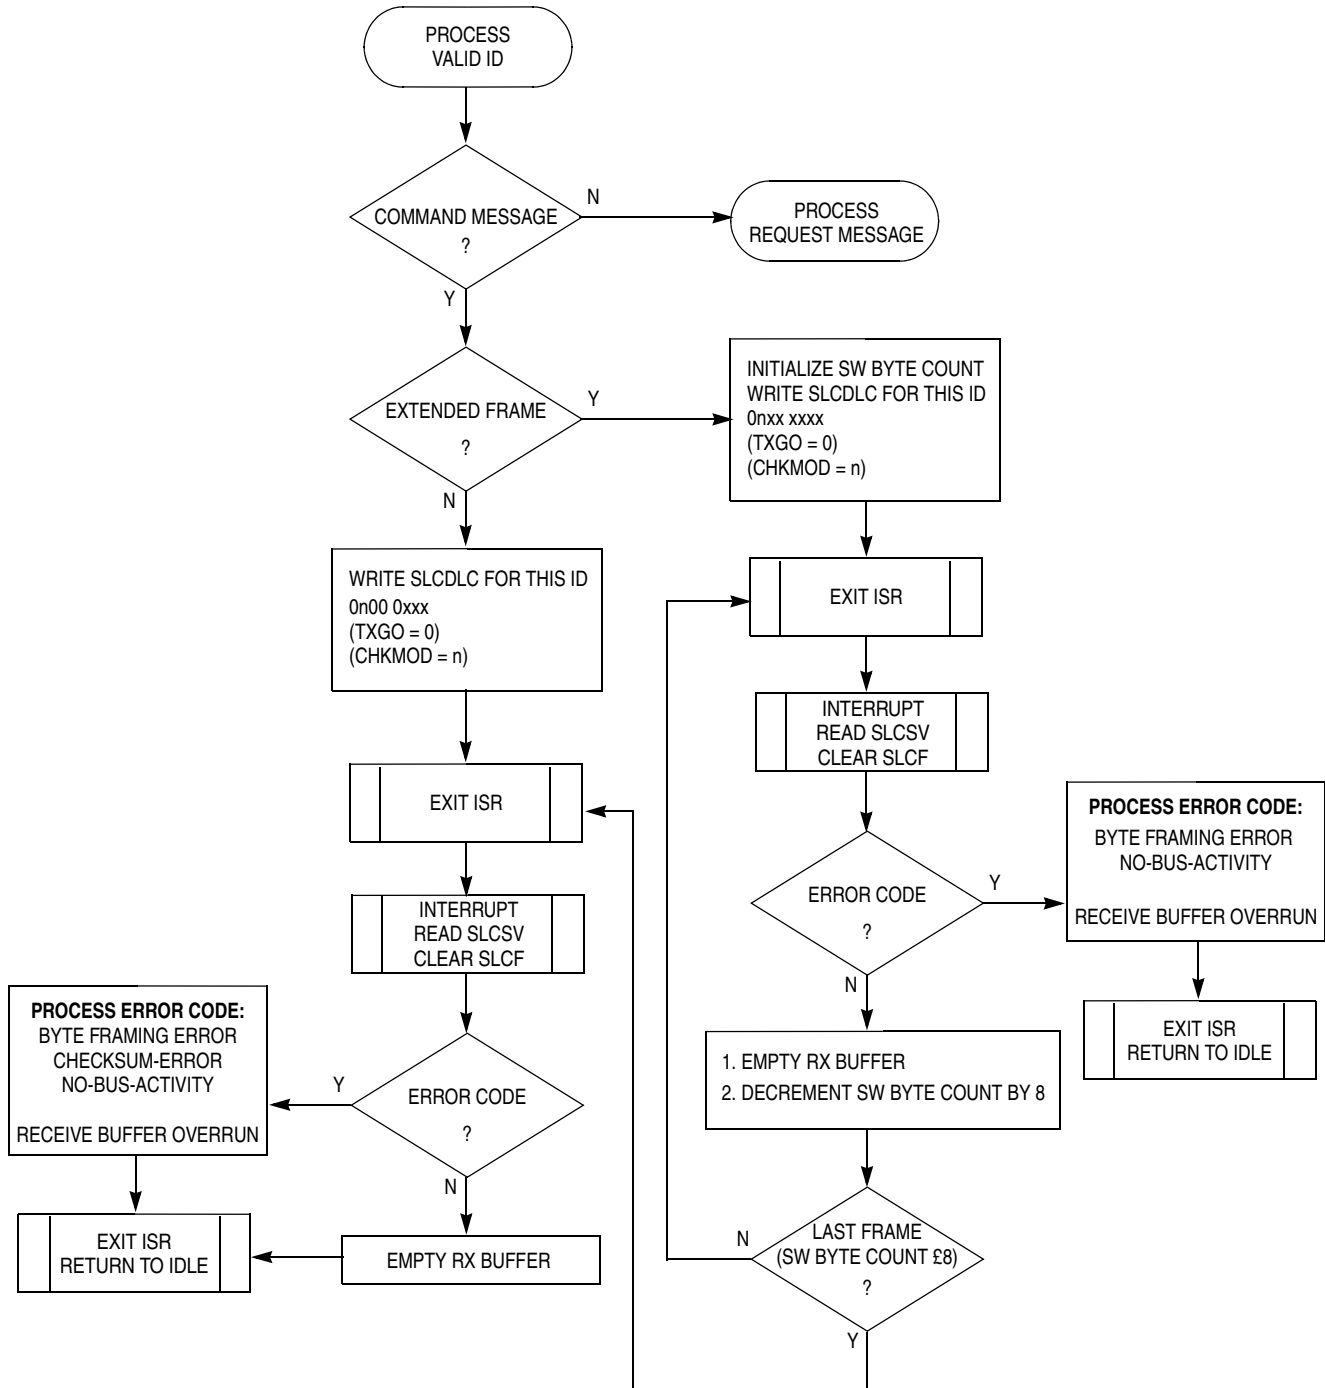 PROCESS
VALID ID
COMMAND MESSAGE
?
N
PROCESS
REQUEST MESSAGE
Y
EXTENDED FRAME
?
Y
INITIALIZE SW BYTE COUNT
WRITE SLCDLC FOR THIS ID
0nxx xxxx
(TXGO = 0)
(CHKMOD = n)
N
WRITE SLCDLC FOR THIS ID
0n00 0xxx
(TXGO = 0)
(CHKMOD = n)
EXIT ISR
INTERRUPT
READ SLCSV
CLEAR SLCF
ERROR CODE
?
Y
PROCESS ERROR CODE:
BYTE FRAMING ERROR
NO-BUS-ACTIVITY
RECEIVE BUFFER OVERRUN
EXIT ISR
RETURN TO IDLE
N
1. EMPTY RX BUFFER
2. DECREMENT SW BYTE COUNT BY 8
LAST FRAME
(SW BYTE COUNT £8)
?
N
Y
EXIT ISR
INTERRUPT
READ SLCSV
CLEAR SLCF
ERROR CODE
?
Y
PROCESS ERROR CODE:
BYTE FRAMING ERROR
CHECKSUM-ERROR
NO-BUS-ACTIVITY
RECEIVE BUFFER OVERRUN
N
EMPTY RX BUFFER
EXIT ISR
RETURN TO IDLE